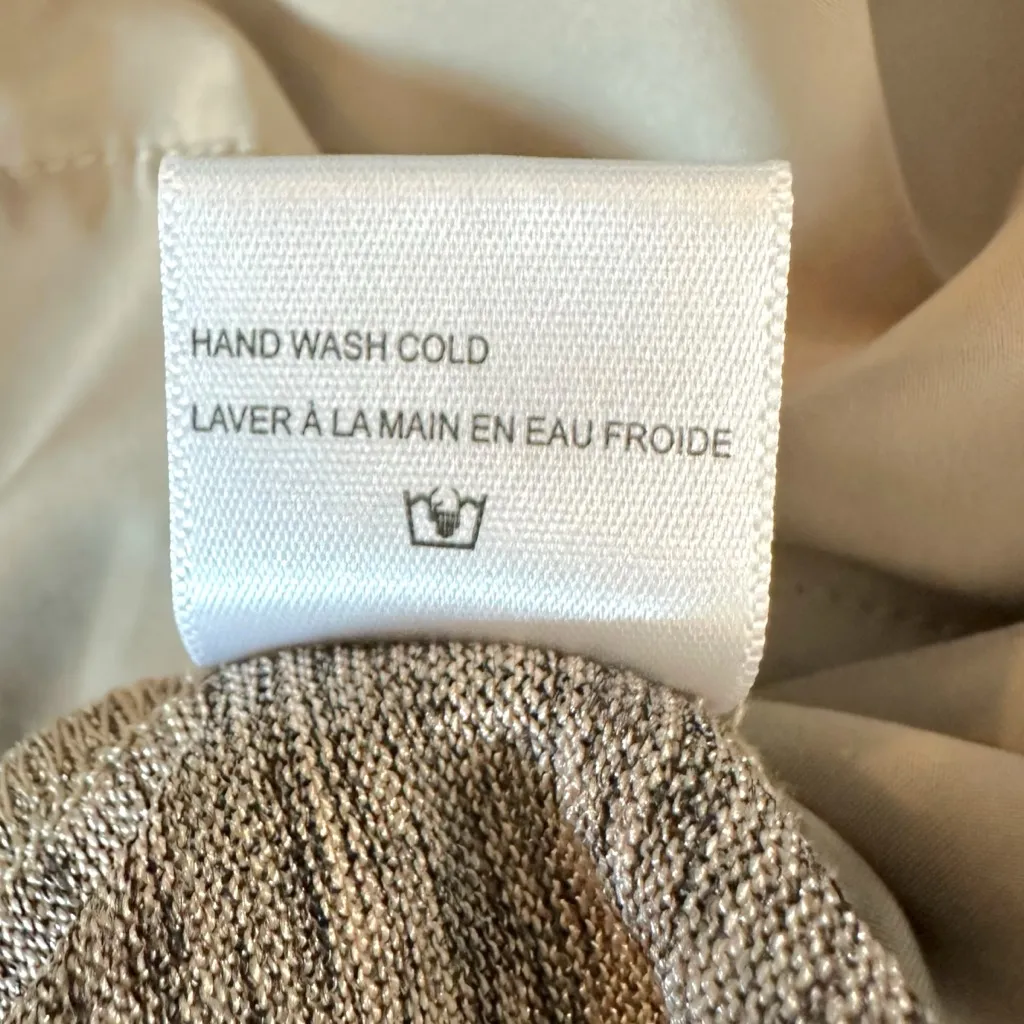 HAND WASH COLD
LAVER À LA MAIN EN EAU FROIDE